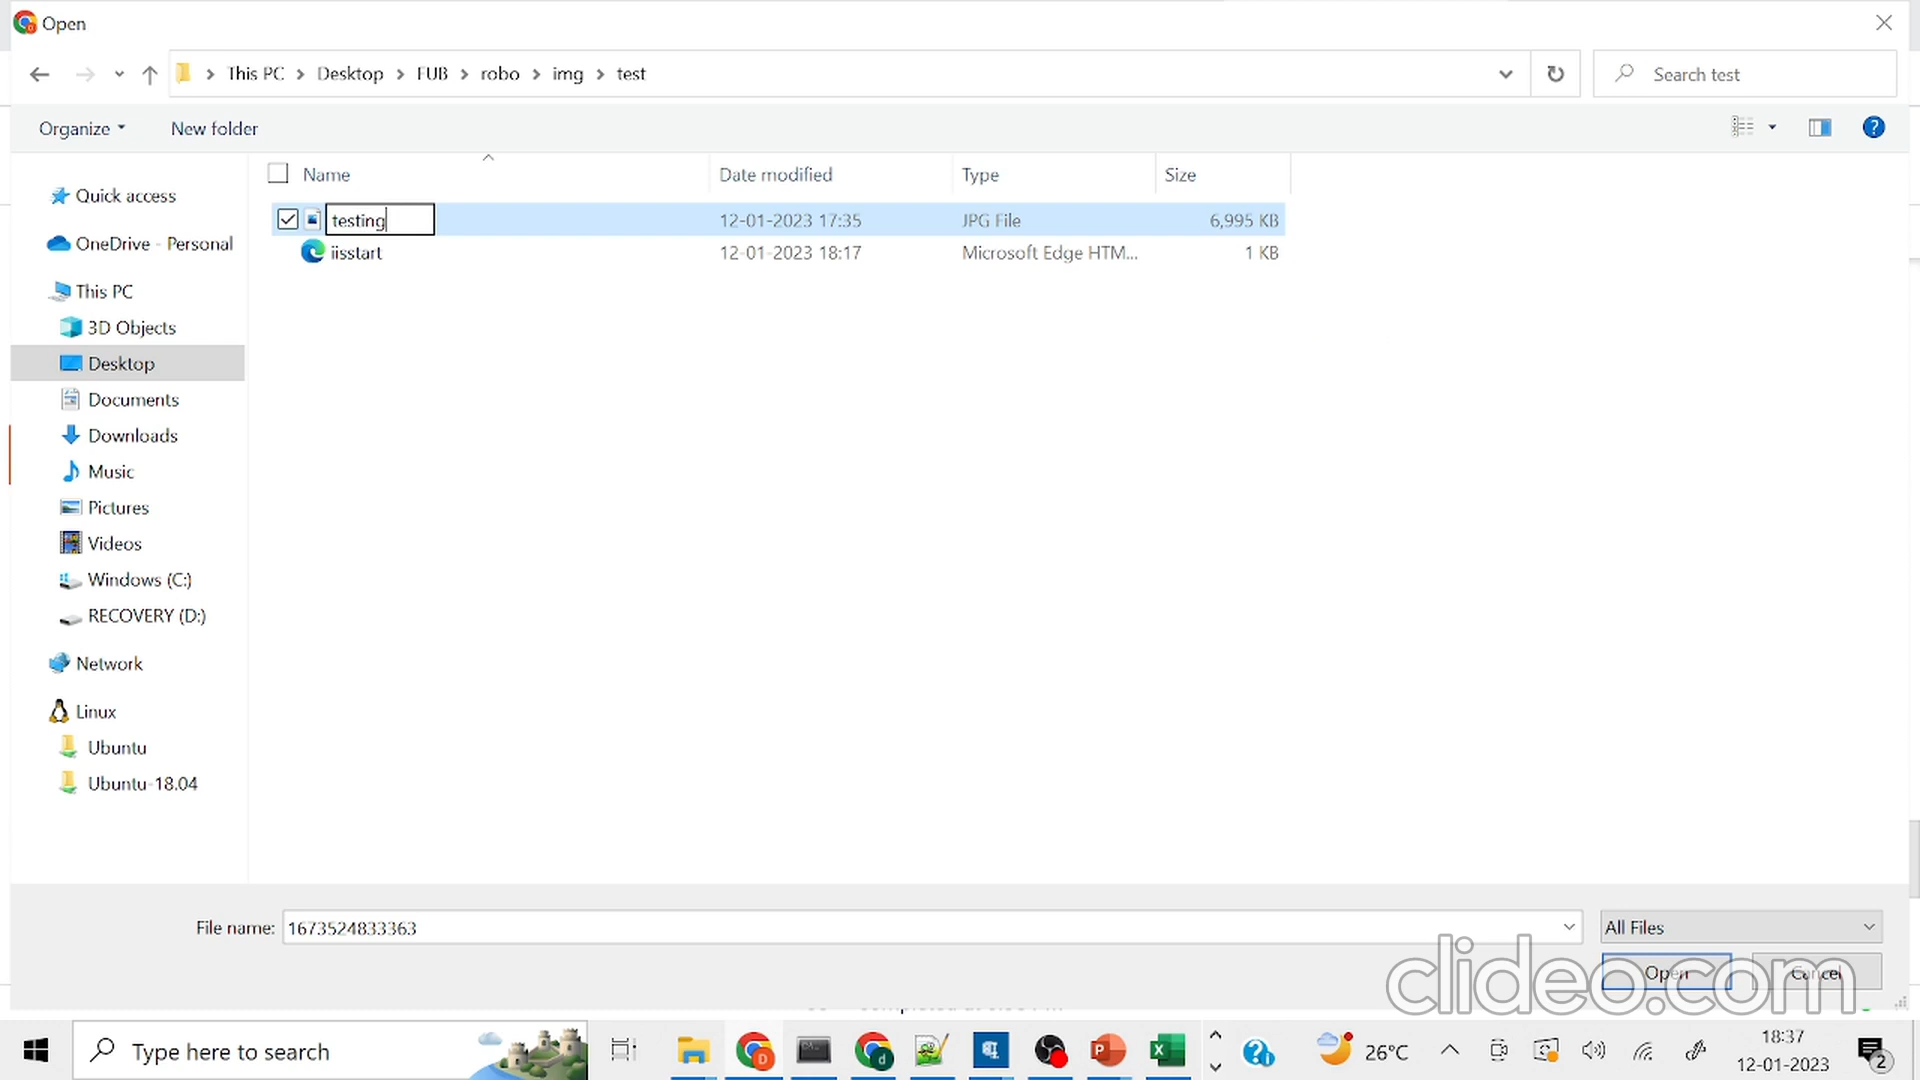 Open
This PC > Desktop > FUB > robo > img > test
Search test
Organize
New folder
Name
Date modified
Type
Size
testing
12-01-2023 17:35
JPG File
6,995 KB
iisstart
12-01-2023 18:17
Microsoft Edge HTM...
1 KB
Quick access
OneDrive - Personal
This PC
3D Objects
Desktop
Documents
Downloads
Music
Pictures
Videos
Windows (C:)
RECOVERY (D:)
Network
Linux
Ubuntu
Ubuntu-18.04
File name:
1673524833363
All Files
Open
Cancel
clideo.com
Type here to search
26°C
18:37
12-01-2023
2